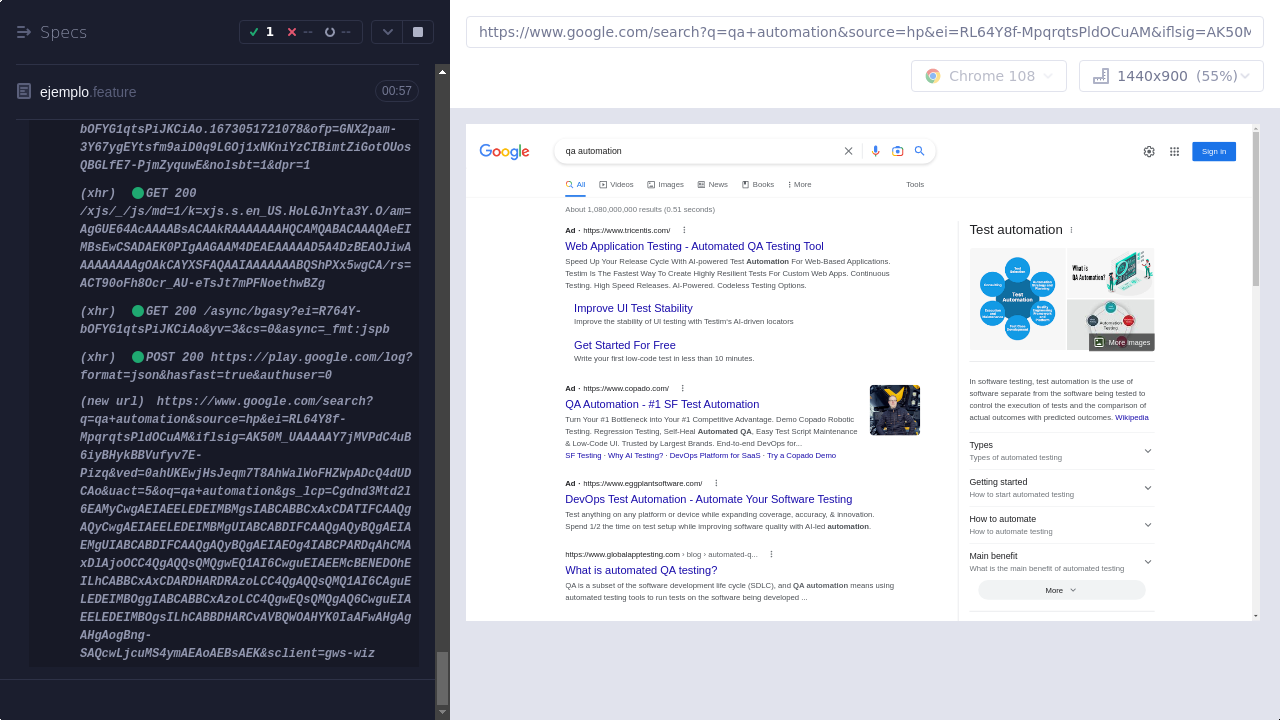 Specs
1
--
--
ejemplo.feature
00:57
bOFYG1qtsPiJKCiAo.1673051721078&ofp=GNX2pam-
3Y67ygEYtsfm9aiD0q9LGOj1xNKniYzCIBimtZiGotOUos
QBGLfE7-PjmZyquwE&nolsbt=1&dpr=1
(xhr) GET 200
/xjs/_/js/md=1/k=xjs.s.en_US.HoLGJnYta3Y.O/am=
(xhr) GET 200 /async/bgasy?ei=R764Y-
bOFYG1qtsPiJKCiAo&yv=3&cs=0&async=_fmt:jspb
(xhr) POST 200 https://play.google.com/log?
format=json&hasfast=true&authuser=0
(new url) https://www.google.com/search?
q=qa+automation&source=hp&ei=RL64Y8f-
MpqrqtsPldOCuAM&iflsig=AK50M_UAAAAAY7jMVPdC4uB
SAQcwLjcuMS4ymAEAoAEBsAEK&sclient=gws-wiz
https://www.google.com/search?q=qa+automation&source=hp&ei=RL64Y8f-MpqrqtsPldOCuAM&iflsig=AK50M
Chrome 108
1440x900 (55%)
Google
qa automation
Sign in
All
Videos
Images
News
Books
More
Tools
About 1,080,000,000 results (0.51 seconds)
Ad · https://www.tricentis.com/
Web Application Testing - Automated QA Testing Tool
Speed Up Your Release Cycle With AI-powered Test Automation For Web-Based Applications.
Testim Is The Fastest Way To Create Highly Resilient Tests For Custom Web Apps. Continuous
Testing. High Speed Releases. AI-Powered. Codeless Testing Options.
Improve UI Test Stability
Improve the stability of UI testing with Testim's AI-driven locators
Get Started For Free
Write your first low-code test in less than 10 minutes.
Ad · https://www.copado.com/
QA Automation - #1 SF Test Automation
Turn Your #1 Bottleneck Into Your #1 Competitive Advantage. Demo Copado Robotic
Testing. Regression Testing, Self-Heal Automated QA, Easy Test Script Maintenance
& Low-Code UI. Trusted by Largest Brands. End-to-end DevOps for...
SF Testing · Why AI Testing? · DevOps Platform for SaaS · Try a Copado Demo
Ad · https://www.eggplantsoftware.com/
DevOps Test Automation - Automate Your Software Testing
Test anything on any platform or device while expanding coverage, accuracy, & innovation.
Spend 1/2 the time on test setup while improving software quality with AI-led automation.
https://www.globalapptesting.com › blog › automated-q...
What is automated QA testing?
QA is a subset of the software development life cycle (SDLC), and QA automation means using
automated testing tools to run tests on the software being developed ...
Test automation
Test
Automation
What is
QA Automation?
Automation
Testing
More images
In software testing, test automation is the use of
software separate from the software being tested to
control the execution of tests and the comparison of
actual outcomes with predicted outcomes. Wikipedia
Types
Types of automated testing
Getting started
How to start automated testing
How to automate
How to automate testing
Main benefit
What is the main benefit of automated testing
More